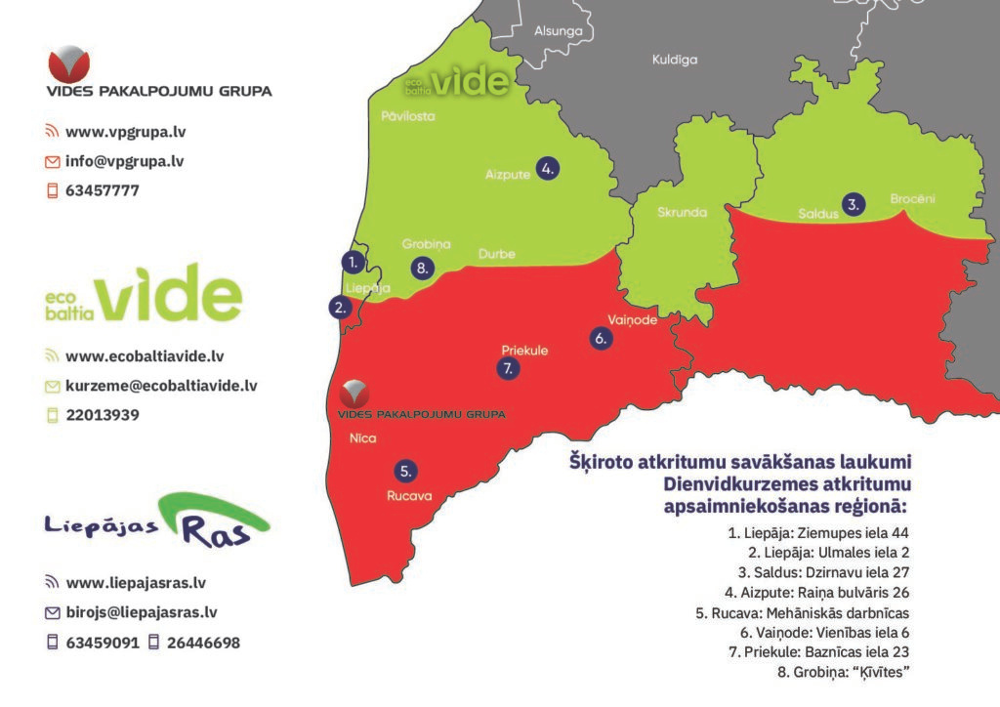 VIDES PAKALPOJUMU GRUPA
www.vpgrupa.lv
info@vpgrupa.lv
63457777
eco baltia vide
www.ecobaltiavide.lv
kurzeme@ecobaltiavide.lv
22013939
Liepājas Ras
www.liepajasras.lv
birojs@liepajasras.lv
63459091 26446698
Alsunga
Kuldīga
eco baltia vide
Pāvilosta
Aizpute 4.
Skrunda
Saldus 3.
Brocēni
Grobiņa
8.
Durbe
1.
Liepāja
2.
Vaiņode
6.
Priekule
7.
VIDES PAKALPOJUMU GRUPA
Nīca
5.
Rucava
Šķiroto atkritumu savākšanas laukumi
Dienvidkurzemes atkritumu
apsaimniekošanas reģionā:
1. Liepāja: Ziemupes iela 44
2. Liepāja: Ulmales iela 2
3. Saldus: Dzirnavu iela 27
4. Aizpute: Raiņa bulvāris 26
5. Rucava: Mehāniskās darbnīcas
6. Vaiņode: Vienības iela 6
7. Priekule: Baznīcas iela 23
8. Grobiņa: “Ķīvītes”